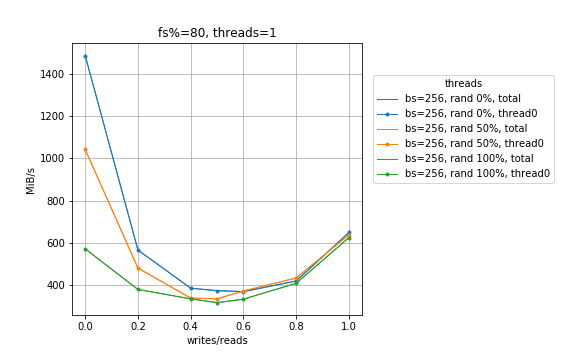 fs%=80, threads=1
MiB/s
1400
1200
1000
800
600
400
0.0 0.2 0.4 0.6 0.8 1.0
writes/reads
threads
bs=256, rand 0%, total
bs=256, rand 0%, thread0
bs=256, rand 50%, total
bs=256, rand 50%, thread0
bs=256, rand 100%, total
bs=256, rand 100%, thread0